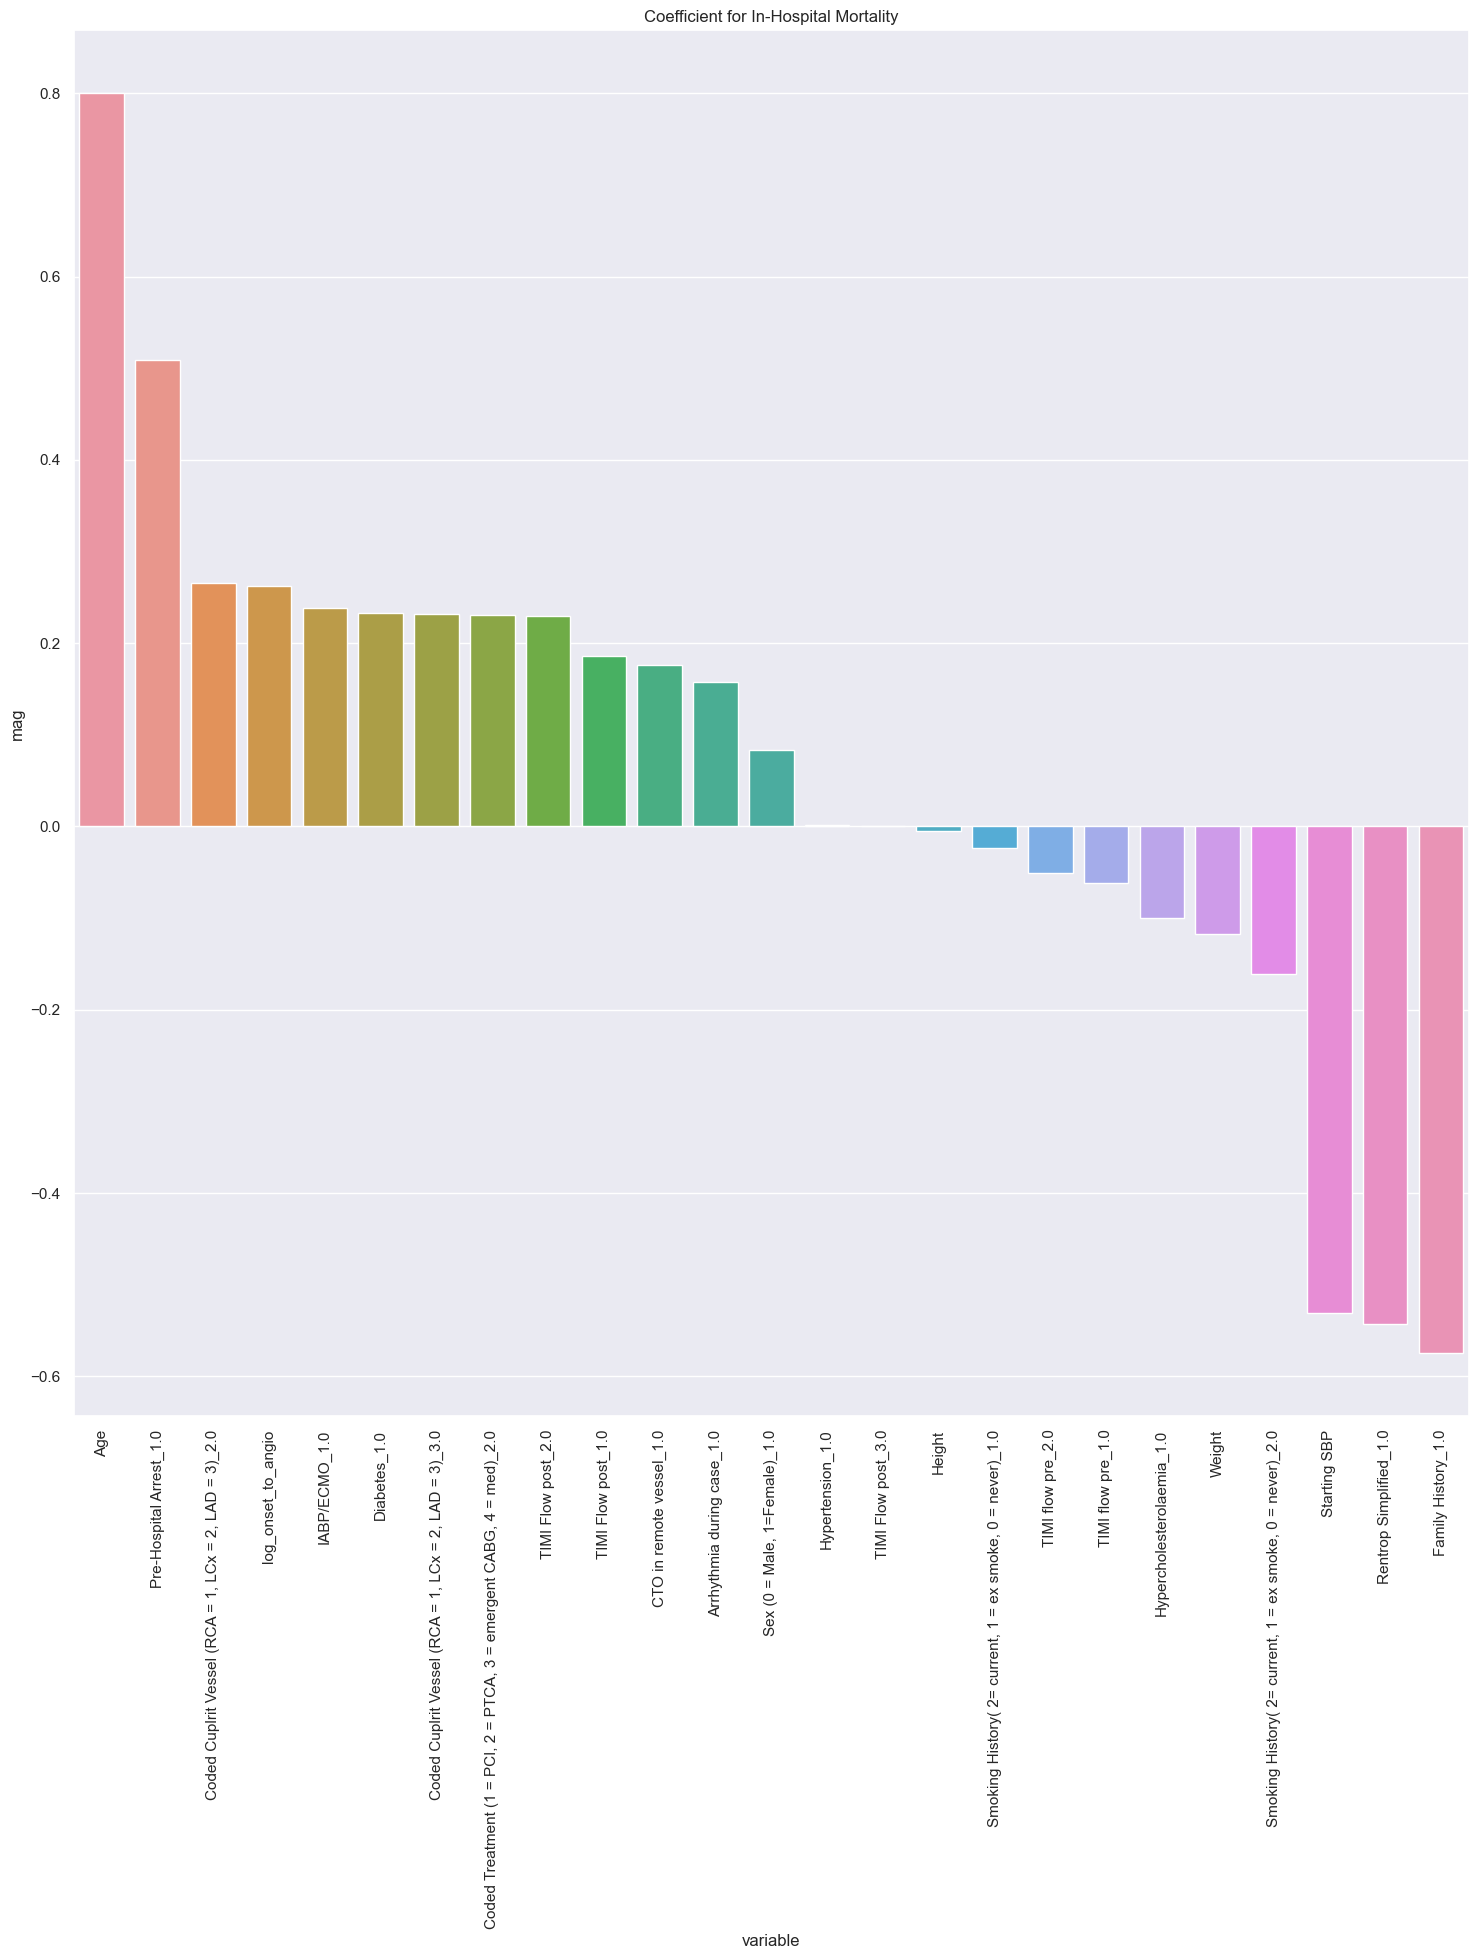 Coefficient for In-Hospital Mortality
mag
0.8
0.6
0.4
0.2
0.0
−0.2
−0.4
−0.6
Age
Pre-Hospital Arrest_1.0
Coded Cuplrit Vessel (RCA = 1, LCx = 2, LAD = 3)_2.0
log_onset_to_angio
IABP/ECMO_1.0
Diabetes_1.0
Coded Cuplrit Vessel (RCA = 1, LCx = 2, LAD = 3)_3.0
Coded Treatment (1 = PCI, 2 = PTCA, 3 = emergent CABG, 4 = med)_2.0
TIMI Flow post_2.0
TIMI Flow post_1.0
CTO in remote vessel_1.0
Arrhythmia during case_1.0
Sex (0 = Male, 1=Female)_1.0
Hypertension_1.0
TIMI Flow post_3.0
Height
Smoking History( 2= current, 1 = ex smoke, 0 = never)_1.0
TIMI flow pre_2.0
TIMI flow pre_1.0
Hypercholesterolaemia_1.0
Weight
Smoking History( 2= current, 1 = ex smoke, 0 = never)_2.0
Starting SBP
Rentrop Simplified_1.0
Family History_1.0
variable